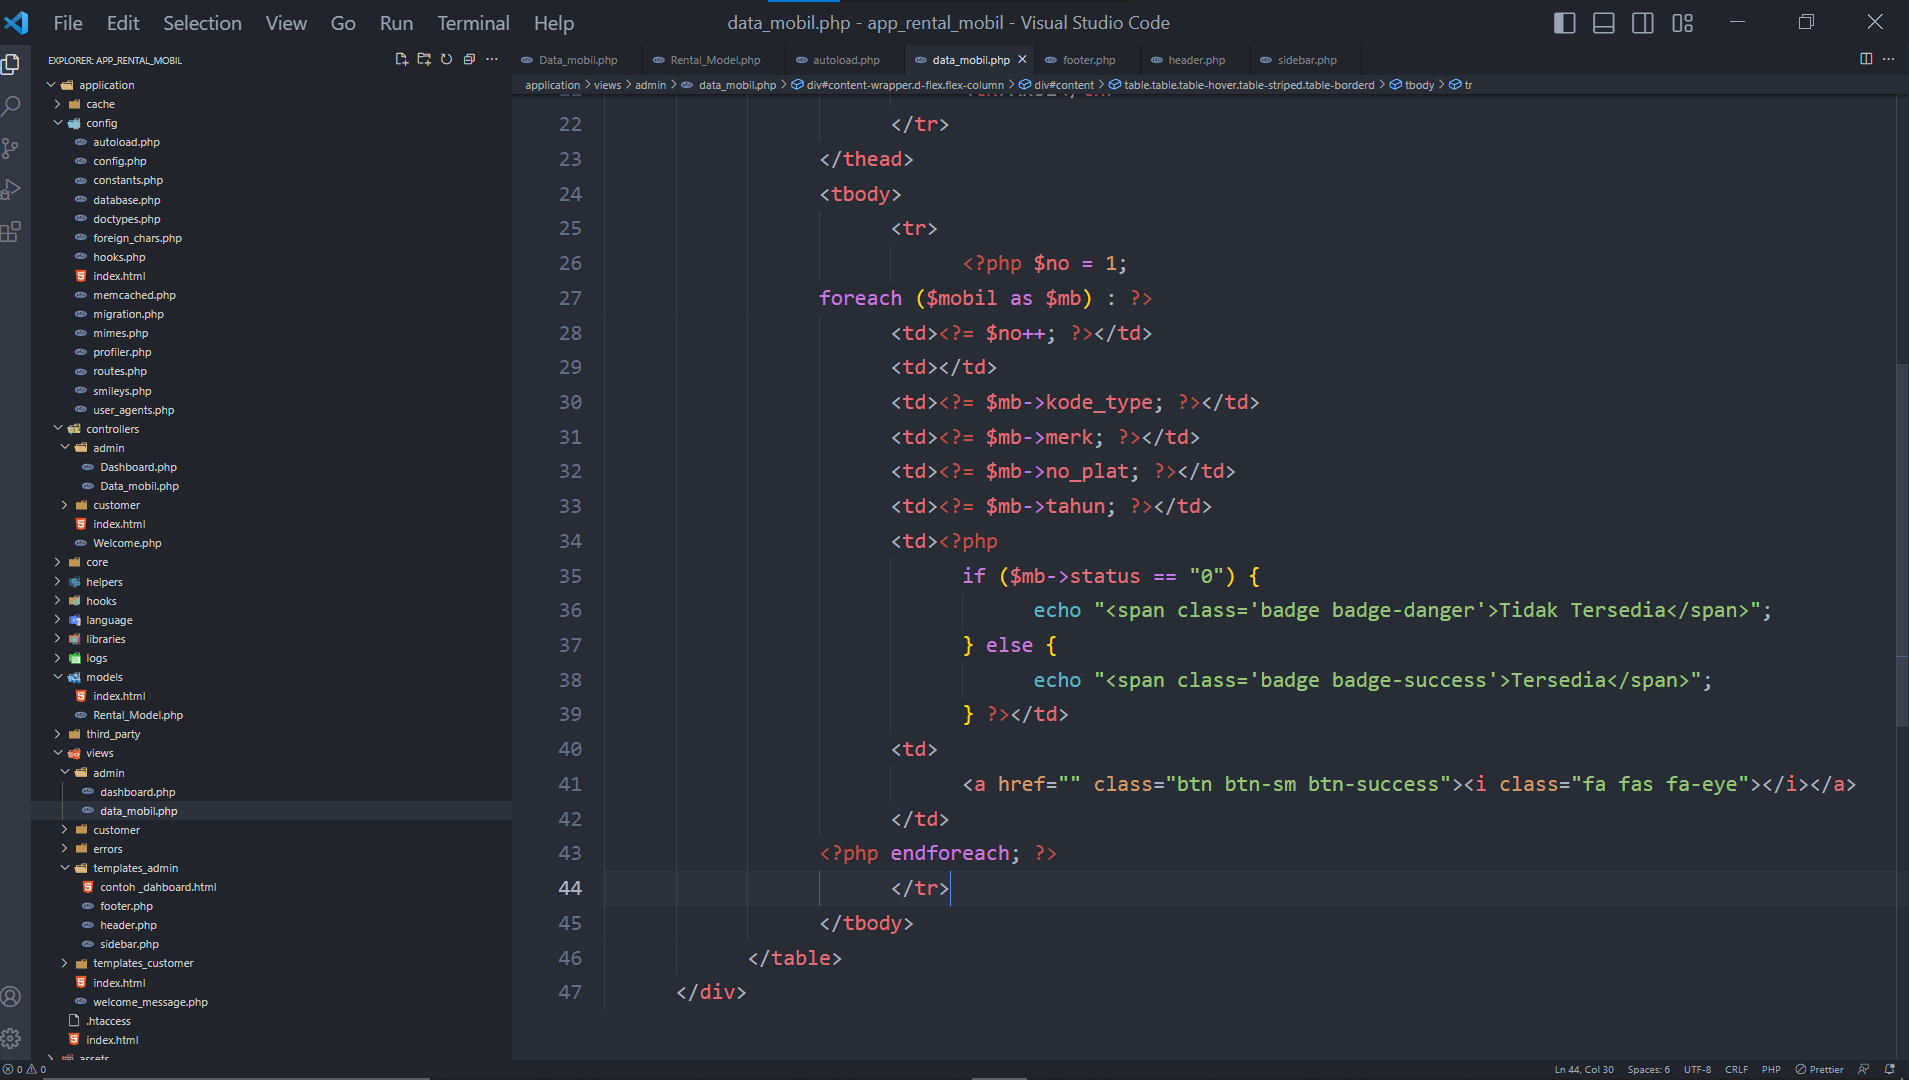 File Edit Selection View Go Run Terminal Help
data_mobil.php - app_rental_mobil - Visual Studio Code
EXPLORER: APP_RENTAL_MOBIL
application
cache
config
autoload.php
config.php
constants.php
database.php
doctypes.php
foreign_chars.php
hooks.php
index.html
memcached.php
migration.php
mimes.php
profiler.php
routes.php
smileys.php
user_agents.php
controllers
admin
Dashboard.php
Data_mobil.php
customer
index.html
Welcome.php
core
helpers
hooks
language
libraries
logs
models
index.html
Rental_Model.php
third_party
views
admin
dashboard.php
data_mobil.php
customer
errors
templates_admin
contoh _dahboard.html
footer.php
header.php
sidebar.php
templates_customer
index.html
welcome_message.php
.htaccess
index.html
assets
Data_mobil.php Rental_Model.php autoload.php data_mobil.php footer.php header.php sidebar.php
application > views > admin > data_mobil.php > div#content-wrapper.d-flex.flex-column > div#content > table.table.table-hover.table-striped.table-borderd > tbody > tr
22 </tr>
23 </thead>
24 <tbody>
25 <tr>
26 <?php $no = 1;
27 foreach ($mobil as $mb) : ?>
28 <td><?= $no++; ?></td>
29 <td></td>
30 <td><?= $mb->kode_type; ?></td>
31 <td><?= $mb->merk; ?></td>
32 <td><?= $mb->no_plat; ?></td>
33 <td><?= $mb->tahun; ?></td>
34 <td><?php
35 if ($mb->status == "0") {
36 echo "<span class='badge badge-danger'>Tidak Tersedia</span>";
37 } else {
38 echo "<span class='badge badge-success'>Tersedia</span>";
39 } ?></td>
40 <td>
41 <a href="" class="btn btn-sm btn-success"><i class="fa fas fa-eye"></i></a>
42 </td>
43 <?php endforeach; ?>
44 </tr>
45 </tbody>
46 </table>
47 </div>
0 0
Ln 44, Col 30 Spaces: 6 UTF-8 CRLF PHP Prettier